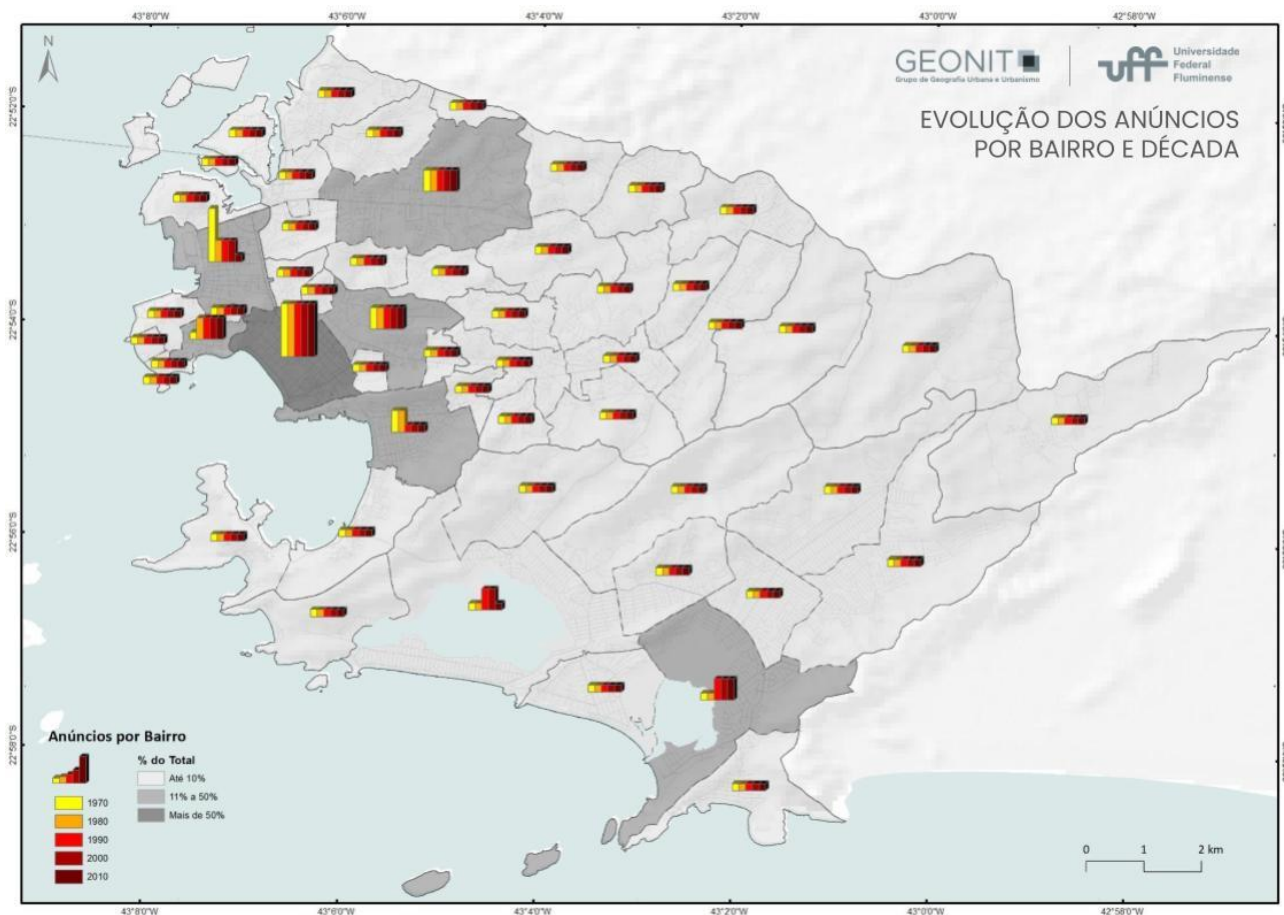 43°8'0"W 43°6'0"W 43°4'0"W 43°2'0"W 43°0'0"W 42°58'0"W
N
GEONITO
Grupo de Geografia Urbana e Urbanismo
uff
Universidade
Federal
Fluminense
EVOLUÇÃO DOS ANÚNCIOS
POR BAIRRO E DÉCADA
22°52'0"S
22°54'0"S
22°56'0"S
22°58'0"S
Anúncios por Bairro
1970
1980
1990
2000
2010
% do Total
Até 10%
11% a 50%
Mais de 50%
0 1 2 km
43°8'0"W 43°6'0"W 43°4'0"W 43°2'0"W 43°0'0"W 42°58'0"W